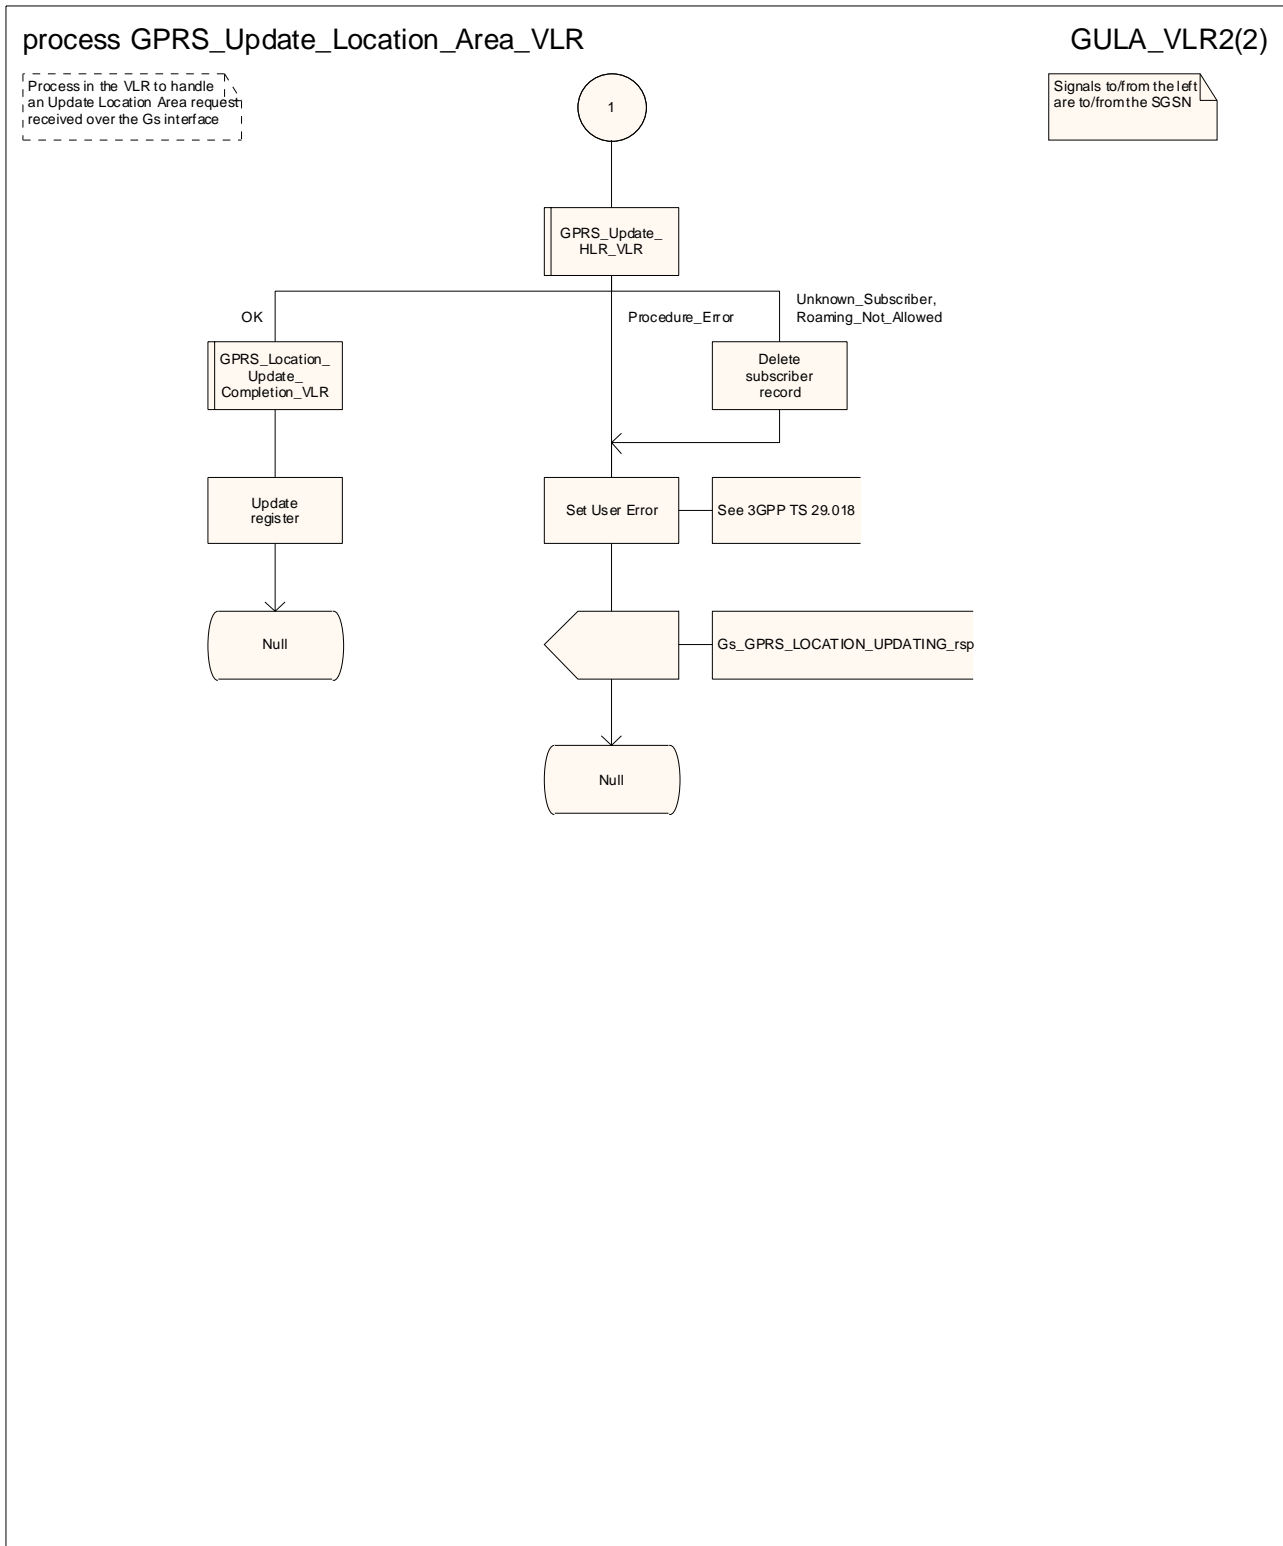 process GPRS_Update_Location_Area_VLR
GULA_VLR2(2)
Process in the VLR to handle
an Update Location Area request
received over the Gs interface
1
Signals to/from the left
are to/from the SGSN
GPRS_Update_
HLR_VLR
OK
Procedure_Error
Unknown_Subscriber,
Roaming_Not_Allowed
GPRS_Location_
Update_
Completion_VLR
Delete
subscriber
record
Update
register
Set User Error
See 3GPP TS 29.018
Null
Gs_GPRS_LOCATION_UPDATING_rsp
Null